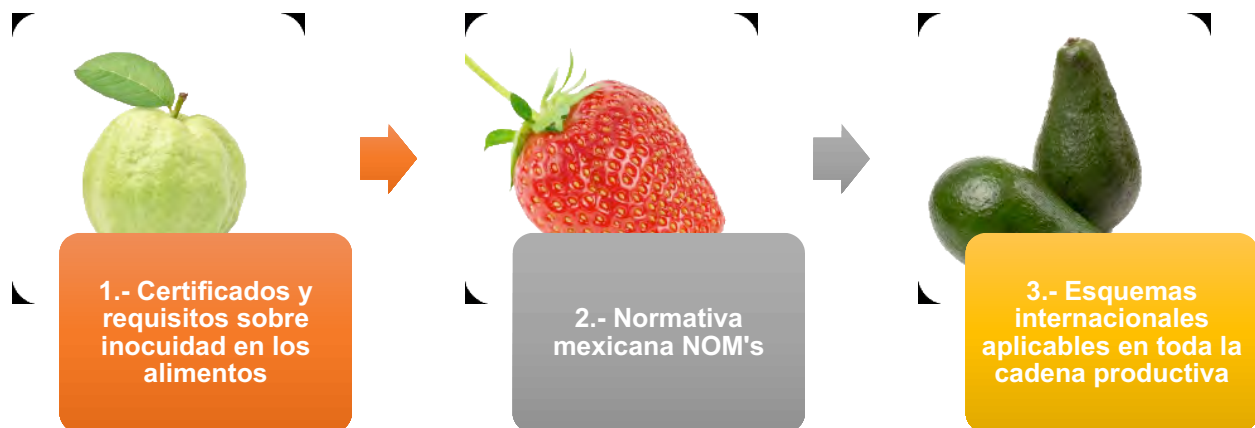 1.- Certificados y
requisitos sobre
inocuidad en los
alimentos
2.- Normativa
mexicana NOM's
3.- Esquemas
internacionales
aplicables en toda la
cadena productiva